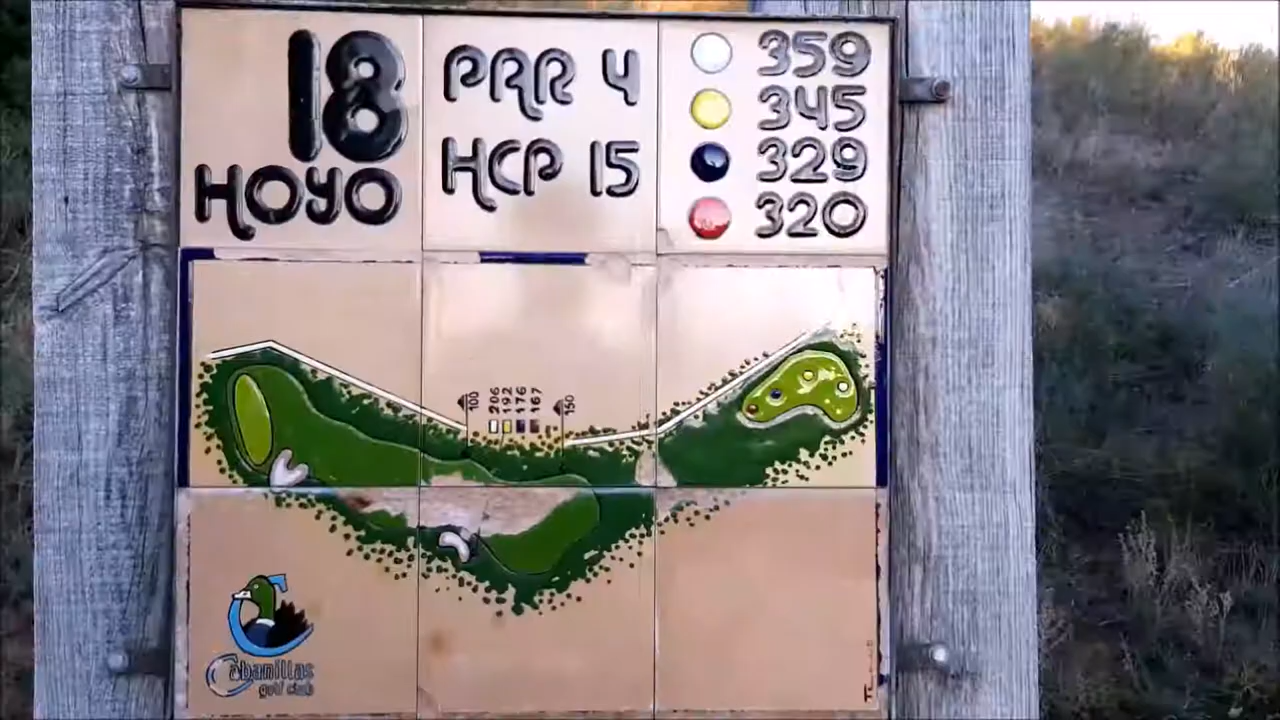 18
HOYO
PAR 4
HCP 15
359
345
329
320
100
206
192
176
167
150
Cabanillas
golf club